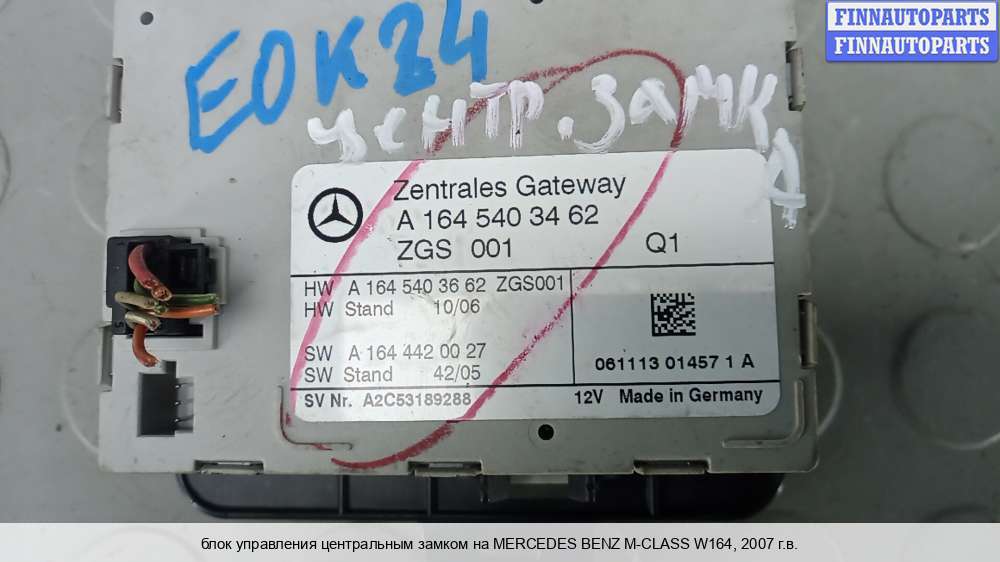 FINNAUTOPARTS
FINNAUTOPARTS
EOK84
ЦЕНТР. ЗАМК
А
Zentrales Gateway
A 164 540 34 62
ZGS 001 Q1
HW A 164 540 36 62 ZGS001
HW Stand 10/06
SW A 164 442 00 27
SW Stand 42/05
061113 01457 1 A
SV Nr. A2C53189288
12V Made in Germany
блок управления центральным замком на MERCEDES BENZ M-CLASS W164, 2007 г.в.